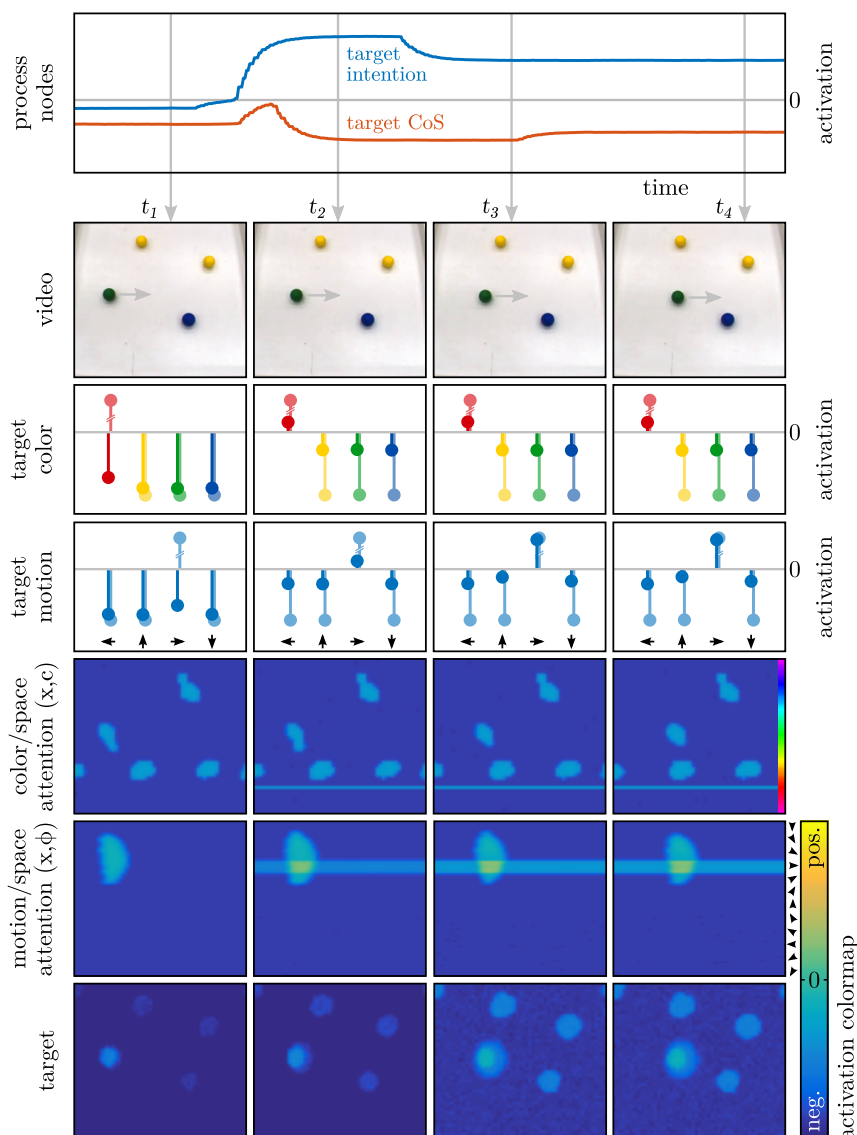 process
nodes
target
intention
target CoS
0
activation
time
t1
t2
t3
t4
video
target
color
0
activation
target
motion
0
activation
color/space
attention (x,c
motion/space
attention (x,ϕ)
target
pos.
0
neg.
activation colormap